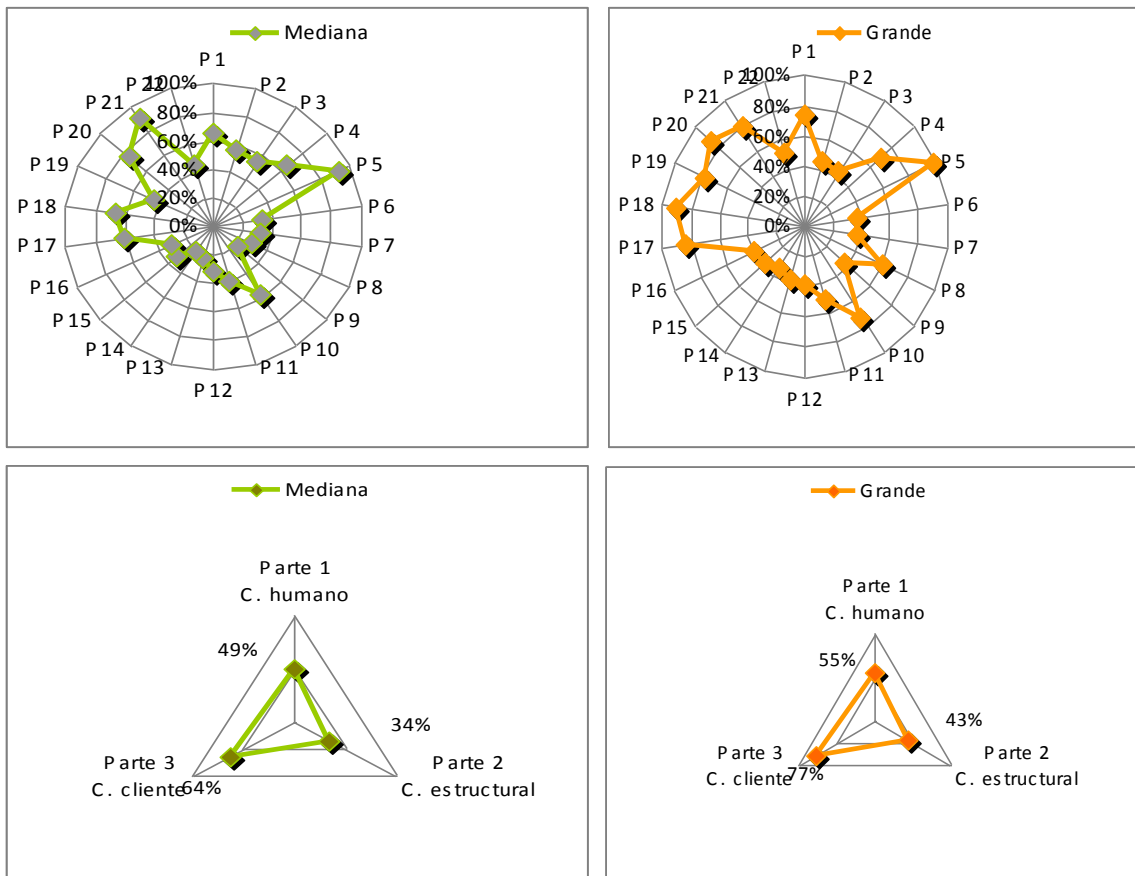 Mediana
P 1
P 2
P 3
P 4
P 5
P 6
P 7
P 8
P 9
P 10
P 11
P 12
P 13
P 14
P 15
P 16
P 17
P 18
P 19
P 20
P 21
P 22
100%
80%
60%
40%
20%
0%
Grande
P 1
P 2
P 3
P 4
P 5
P 6
P 7
P 8
P 9
P 10
P 11
P 12
P 13
P 14
P 15
P 16
P 17
P 18
P 19
P 20
P 21
P 22
100%
80%
60%
40%
20%
0%
Mediana
Parte 1
C. humano
49%
34%
Parte 3
C. cliente
64%
Parte 2
C. estructural
Grande
Parte 1
C. humano
55%
43%
Parte 3
C. cliente
77%
Parte 2
C. estructural